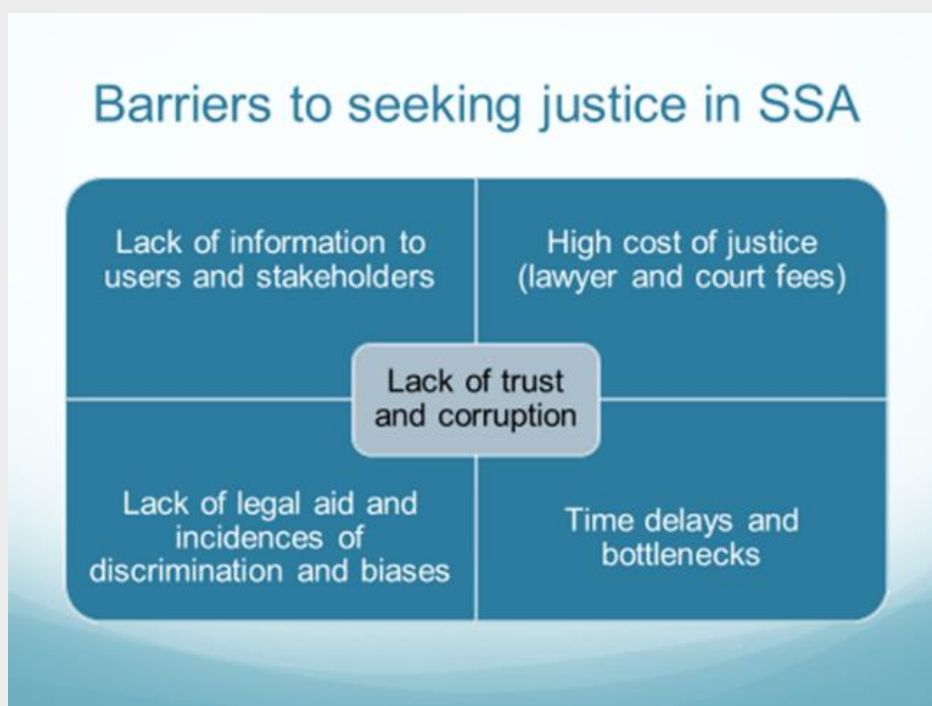 Barriers to seeking justice in SSA
Lack of information to
users and stakeholders
High cost of justice
(lawyer and court fees)
Lack of trust
and corruption
Lack of legal aid and
incidences of
discrimination and biases
Time delays and
bottlenecks